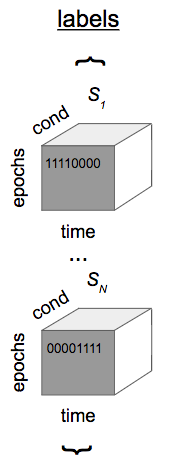 labels
S1
cond
epochs
11110000
time
...
SN
cond
epochs
00001111
time